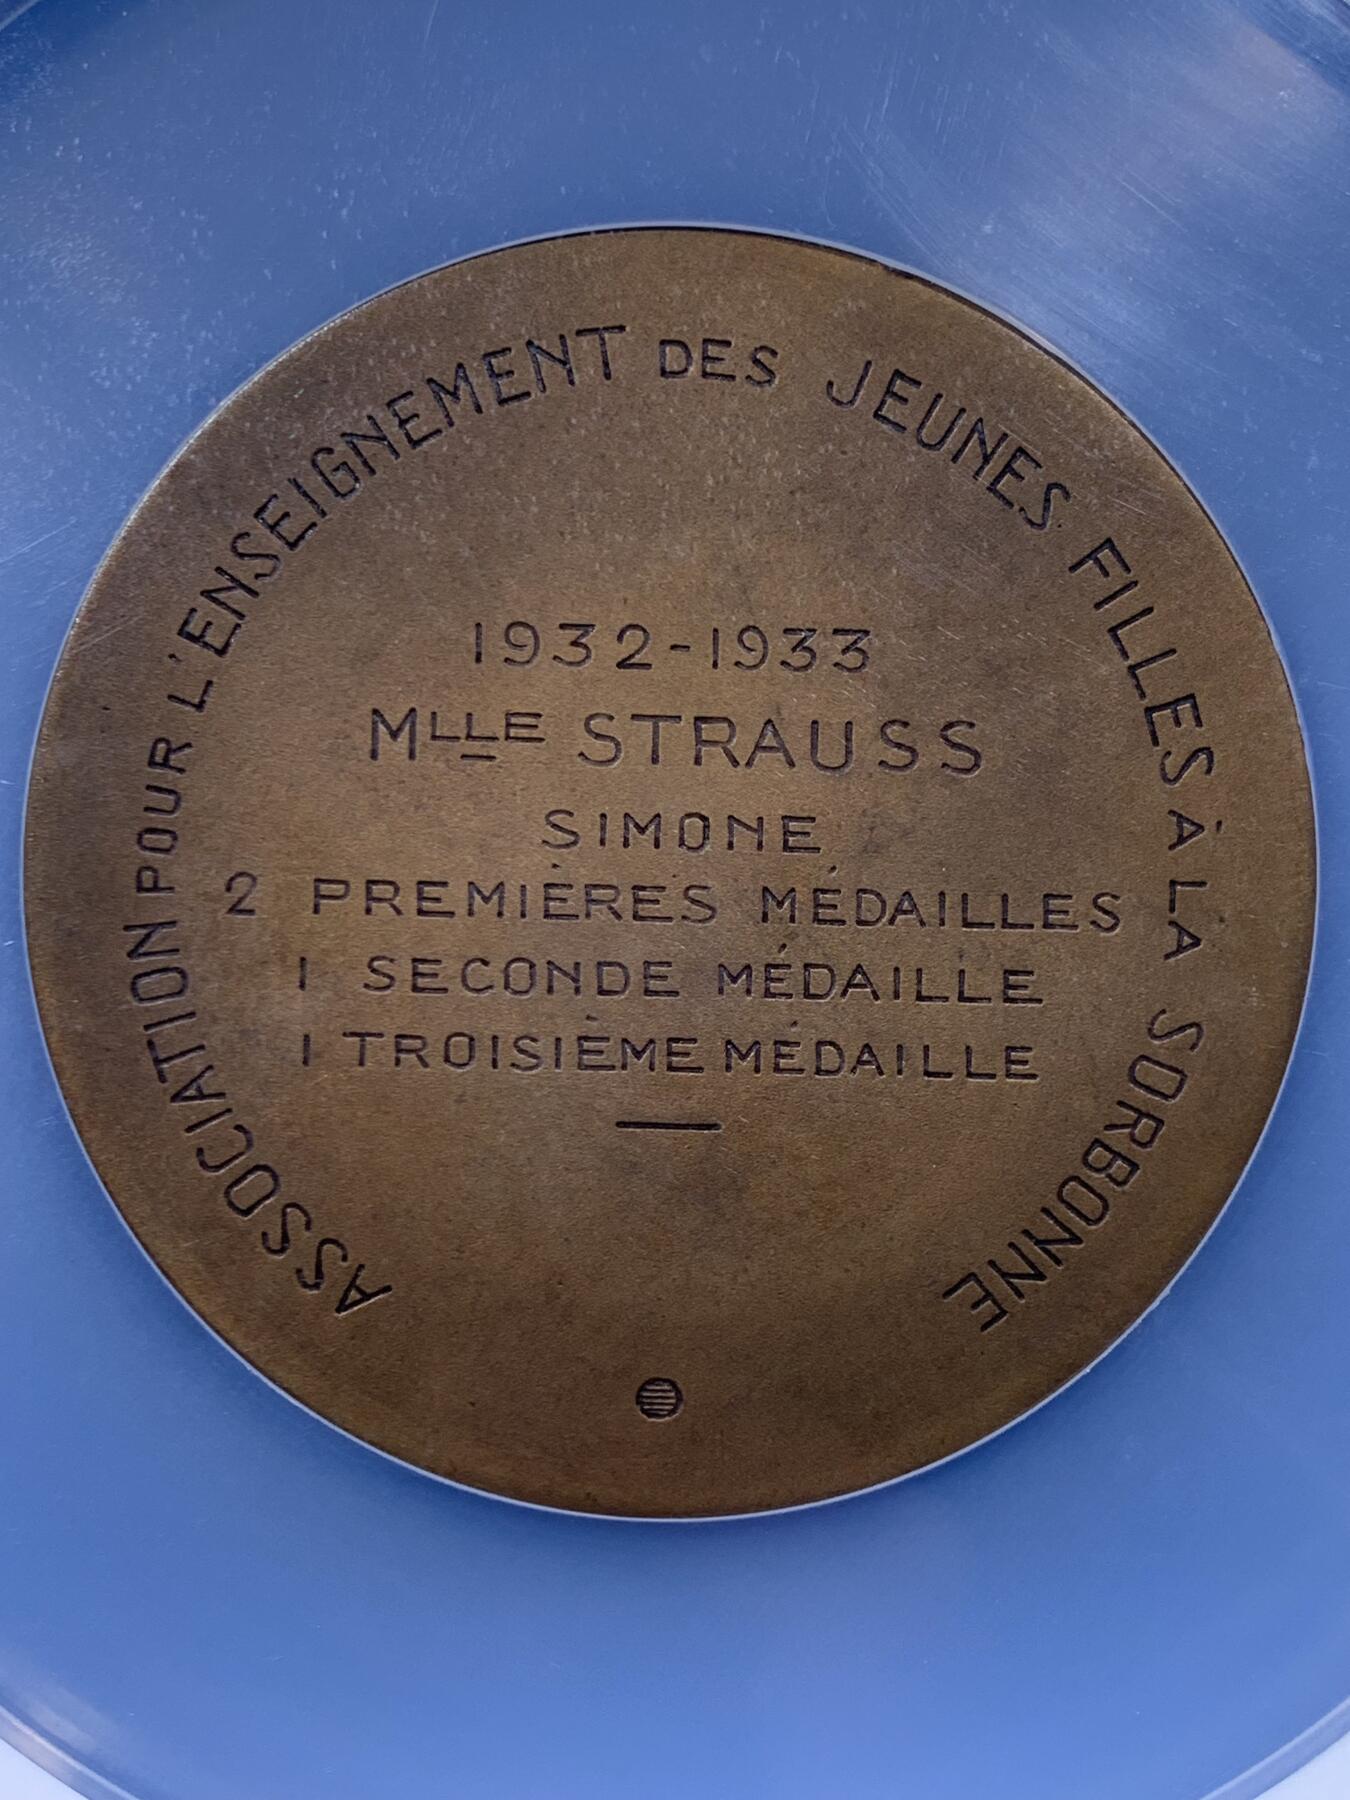 ASSOCIATION POUR L'ENSEIGNEMENT DES JEUNES FILLES À LA SORBONNE
1932-1933
MLLE STRAUSS
SIMONE
2 PREMIÈRES MÉDAILLES
1 SECONDE MÉDAILLE
1 TROISIÈME MÉDAILLE